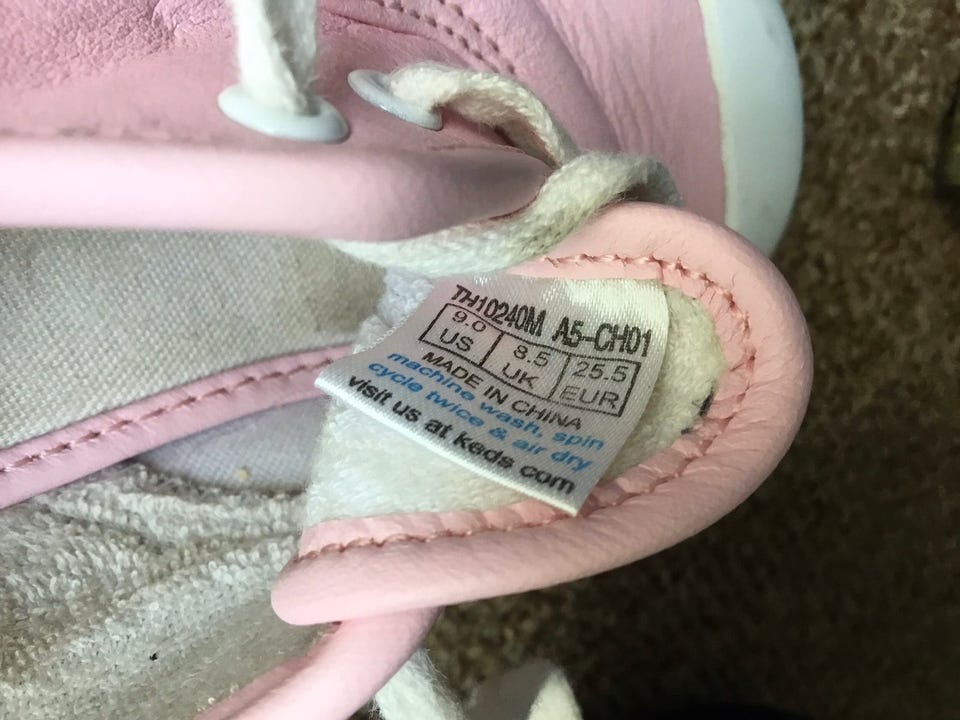 TH10240M A5-CH01
9.0 8.5 25.5
US UK EUR
MADE IN CHINA
machine wash, spin
cycle twice & air dry
visit us at keds com